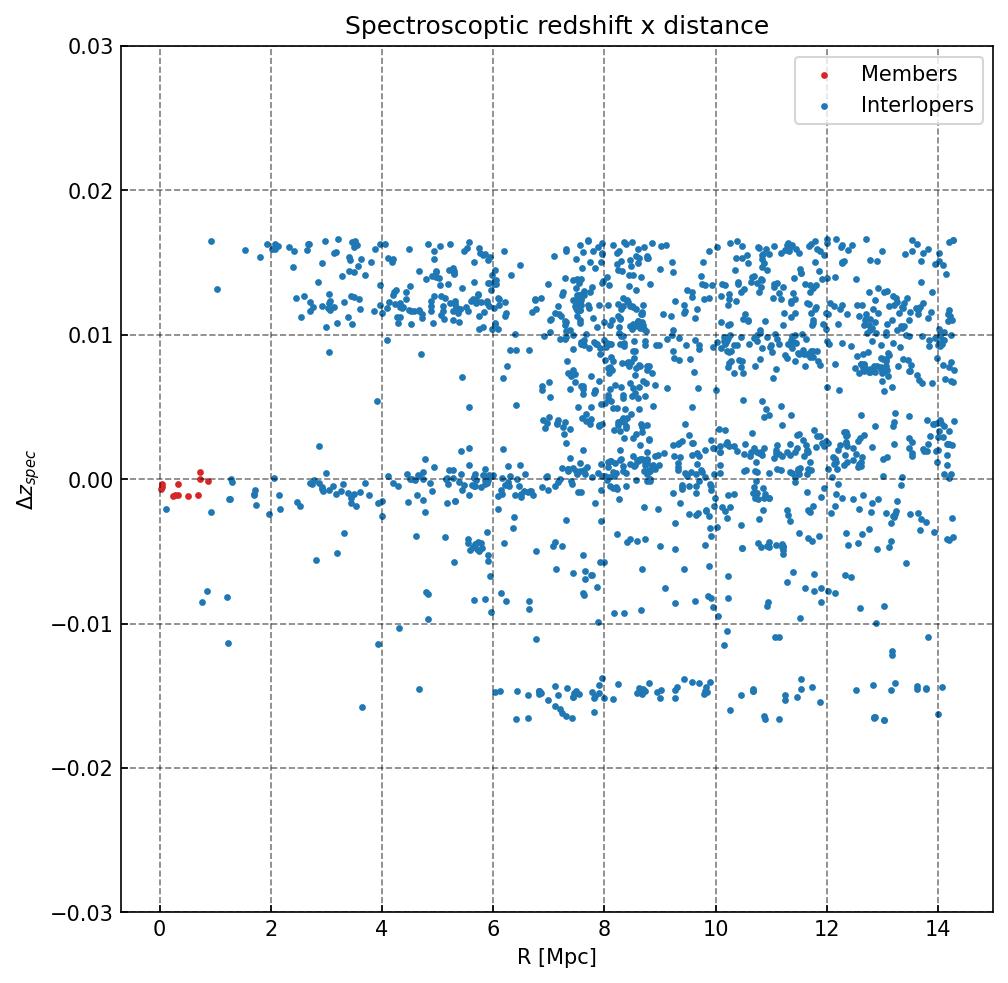 Spectroscoptic redshift x distance
Members
Interlopers
0.03
0.02
0.01
0.00
−0.01
−0.02
−0.03
Δz_spec
0 2 4 6 8 10 12 14
R [Mpc]